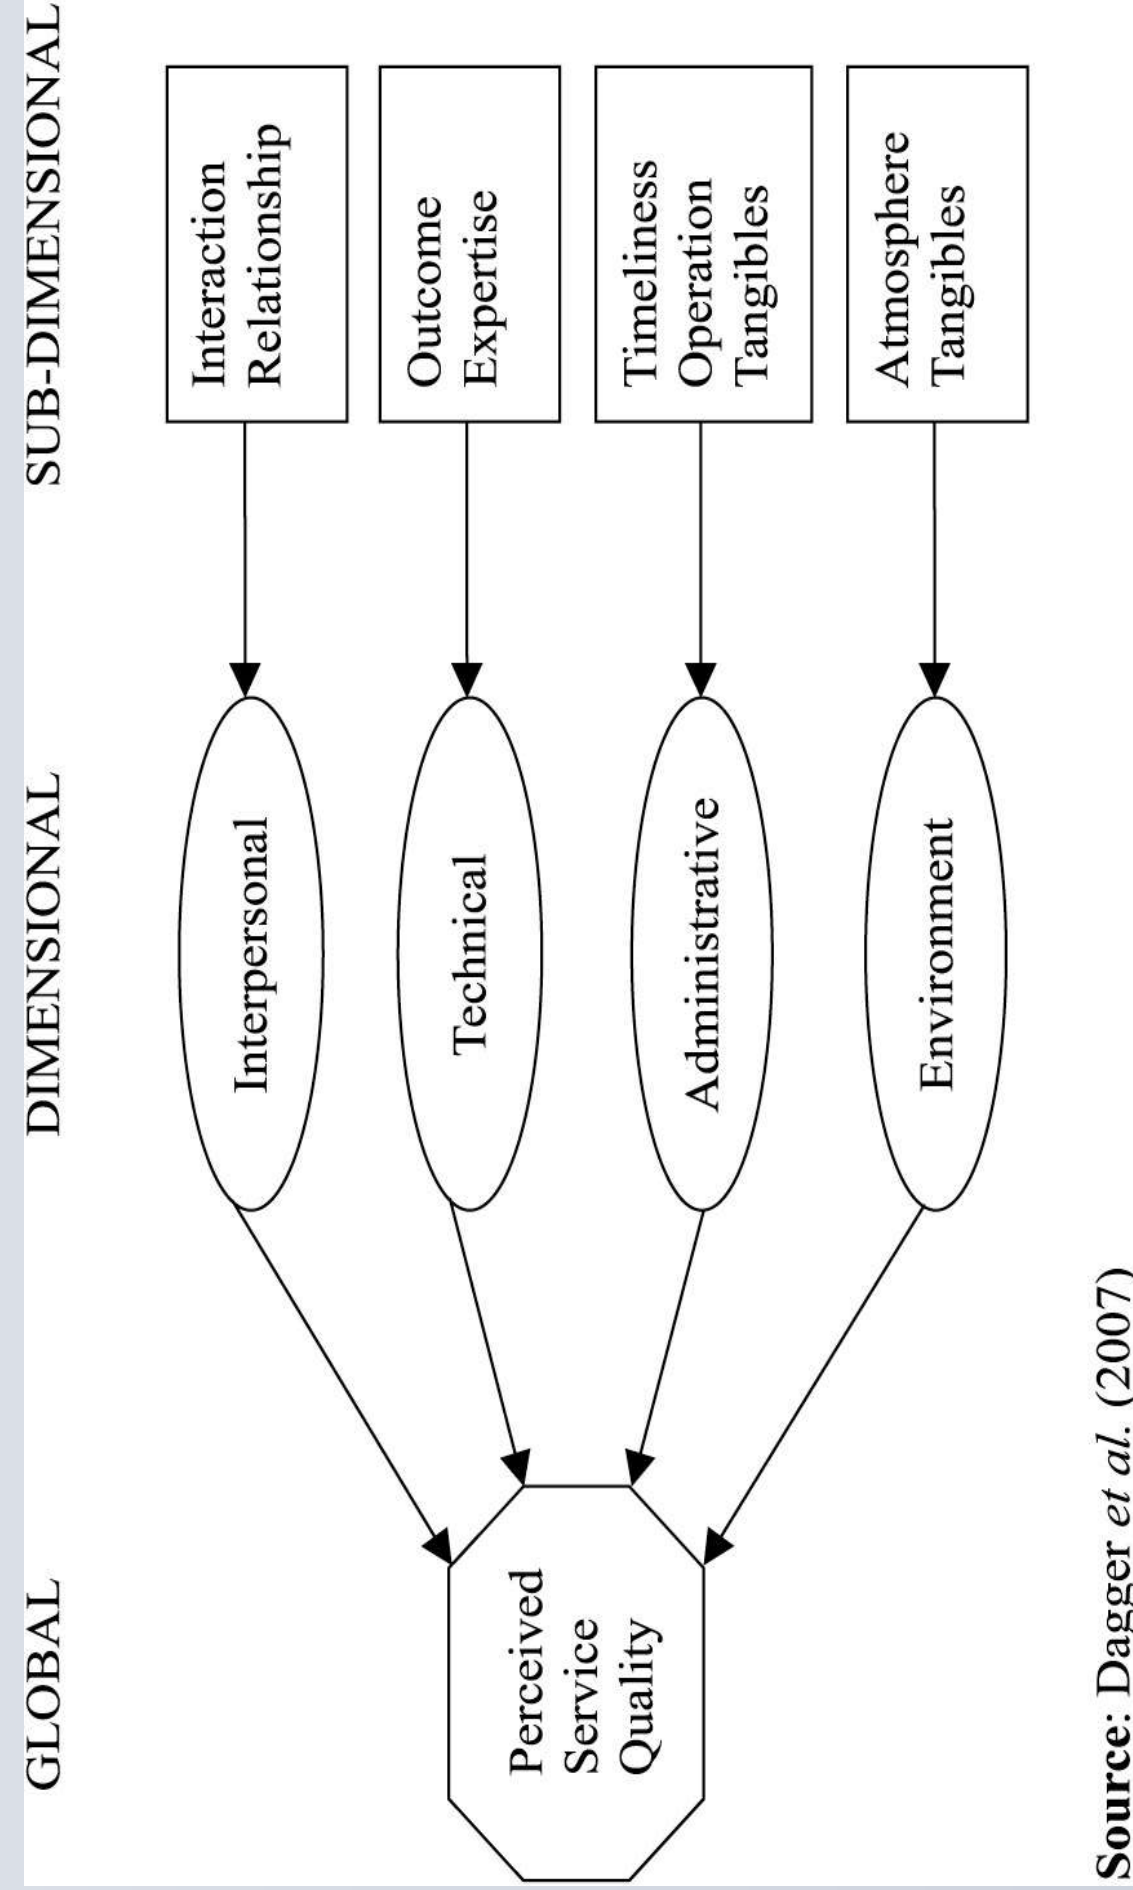 GLOBAL
DIMENSIONAL
SUB-DIMENSIONAL
Perceived
Service
Quality
Interpersonal
Technical
Administrative
Environment
Interaction
Relationship
Outcome
Expertise
Timeliness
Operation
Tangibles
Atmosphere
Tangibles
Source: Dagger et al. (2007)